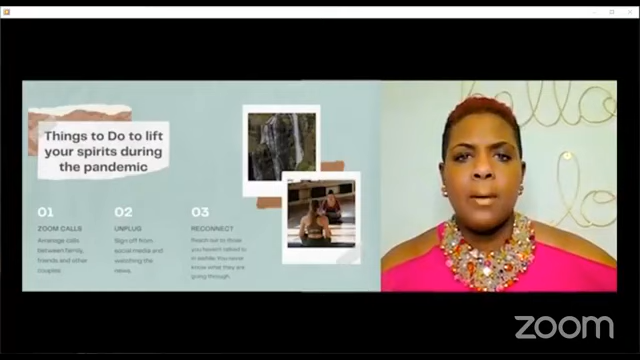 Things to Do to lift
your spirits during
the pandemic
01
ZOOM CALLS
Arrange calls
between family,
friends and other
couples
02
UNPLUG
Sign off from
social media and
watching the
news.
03
RECONNECT
Reach out to those
you haven't talked to
in awhile. You never
know what they are
going through.
hello
zoom